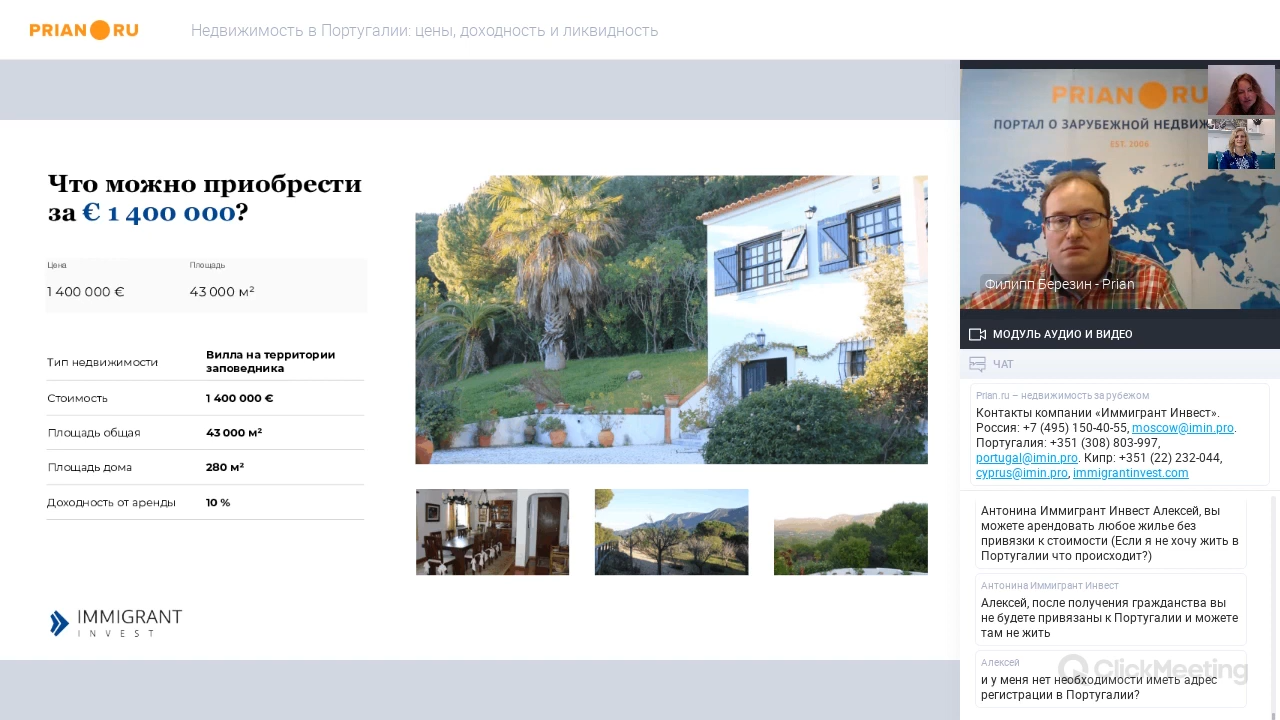 PRIAN RU
Недвижимость в Португалии: цены, доходность и ликвидность
Что можно приобрести
за € 1 400 000?
Цена
Площадь
1 400 000 €
43 000 м²
Тип недвижимости
Вилла на территории
заповедника
Стоимость
1 400 000 €
Площадь общая
43 000 м²
Площадь дома
280 м²
Доходность от аренды
10 %
IMMIGRANT
INVEST
PRIAN RU
ПОРТАЛ О ЗАРУБЕЖНОЙ НЕДВИЖ
EST. 2006
Филипп Березин - Prian
МОДУЛЬ АУДИО И ВИДЕО
ЧАТ
Prian.ru – недвижимость за рубежом
Контакты компании «Иммигрант Инвест».
Россия: +7 (495) 150-40-55, moscow@imin.pro.
Португалия: +351 (308) 803-997,
portugal@imin.pro. Кипр: +351 (22) 232-044,
cyprus@imin.pro, immigrantinvest.com
Антонина Иммигрант Инвест Алексей, вы
можете арендовать любое жилье без
привязки к стоимости (Если я не хочу жить в
Португалии что происходит?)
Антонина Иммигрант Инвест
Алексей, после получения гражданства вы
не будете привязаны к Португалии и можете
там не жить
Алексей
ClickMeeting
и у меня нет необходимости иметь адрес
регистрации в Португалии?